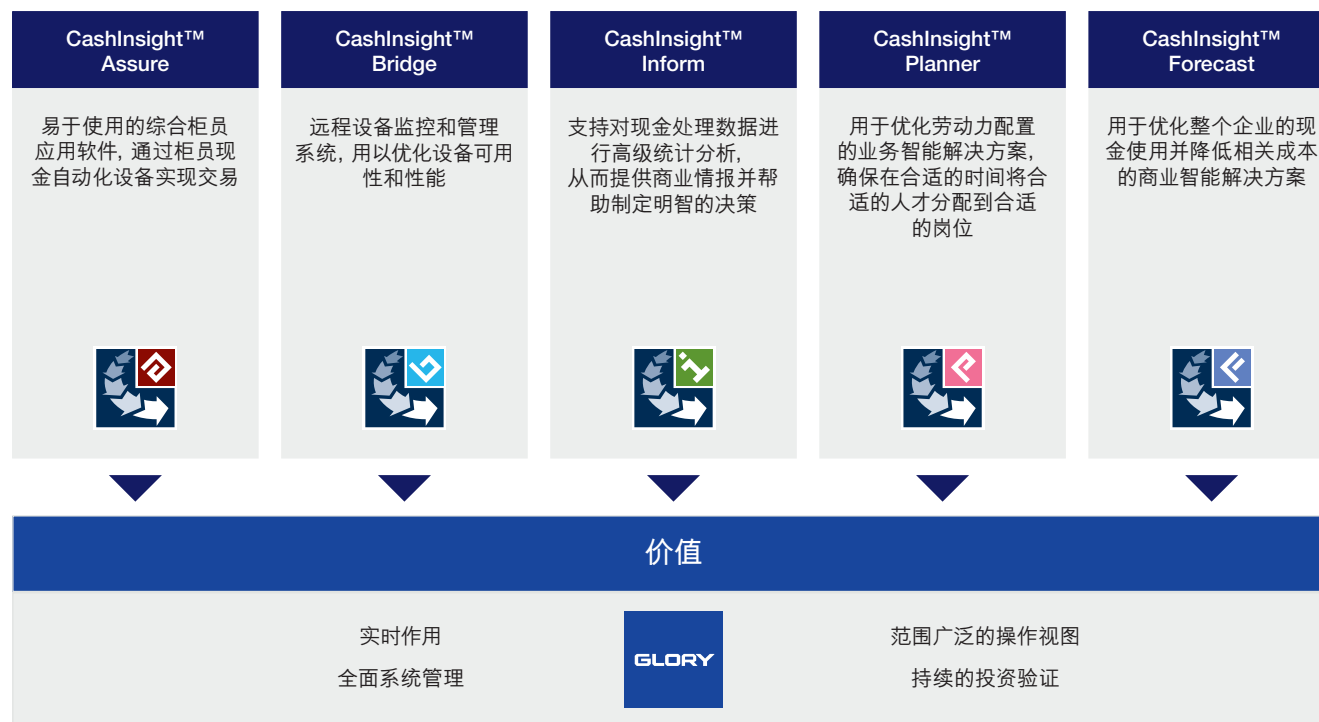 CashInsight™
Assure
易于使用的综合柜员
应用软件, 通过柜员现
金自动化设备实现交易
CashInsight™
Bridge
远程设备监控和管理
系统, 用以优化设备可用
性和性能
CashInsight™
Inform
支持对现金处理数据进
行高级统计分析,
从而提供商业情报并帮
助制定明智的决策
CashInsight™
Planner
用于优化劳动力配置
的业务智能解决方案,
确保在合适的时间将合
适的人才分配到合适
的岗位
CashInsight™
Forecast
用于优化整个企业的现
金使用并降低相关成本
的商业智能解决方案
价值
实时作用
全面系统管理
GLORY
范围广泛的操作视图
持续的投资验证